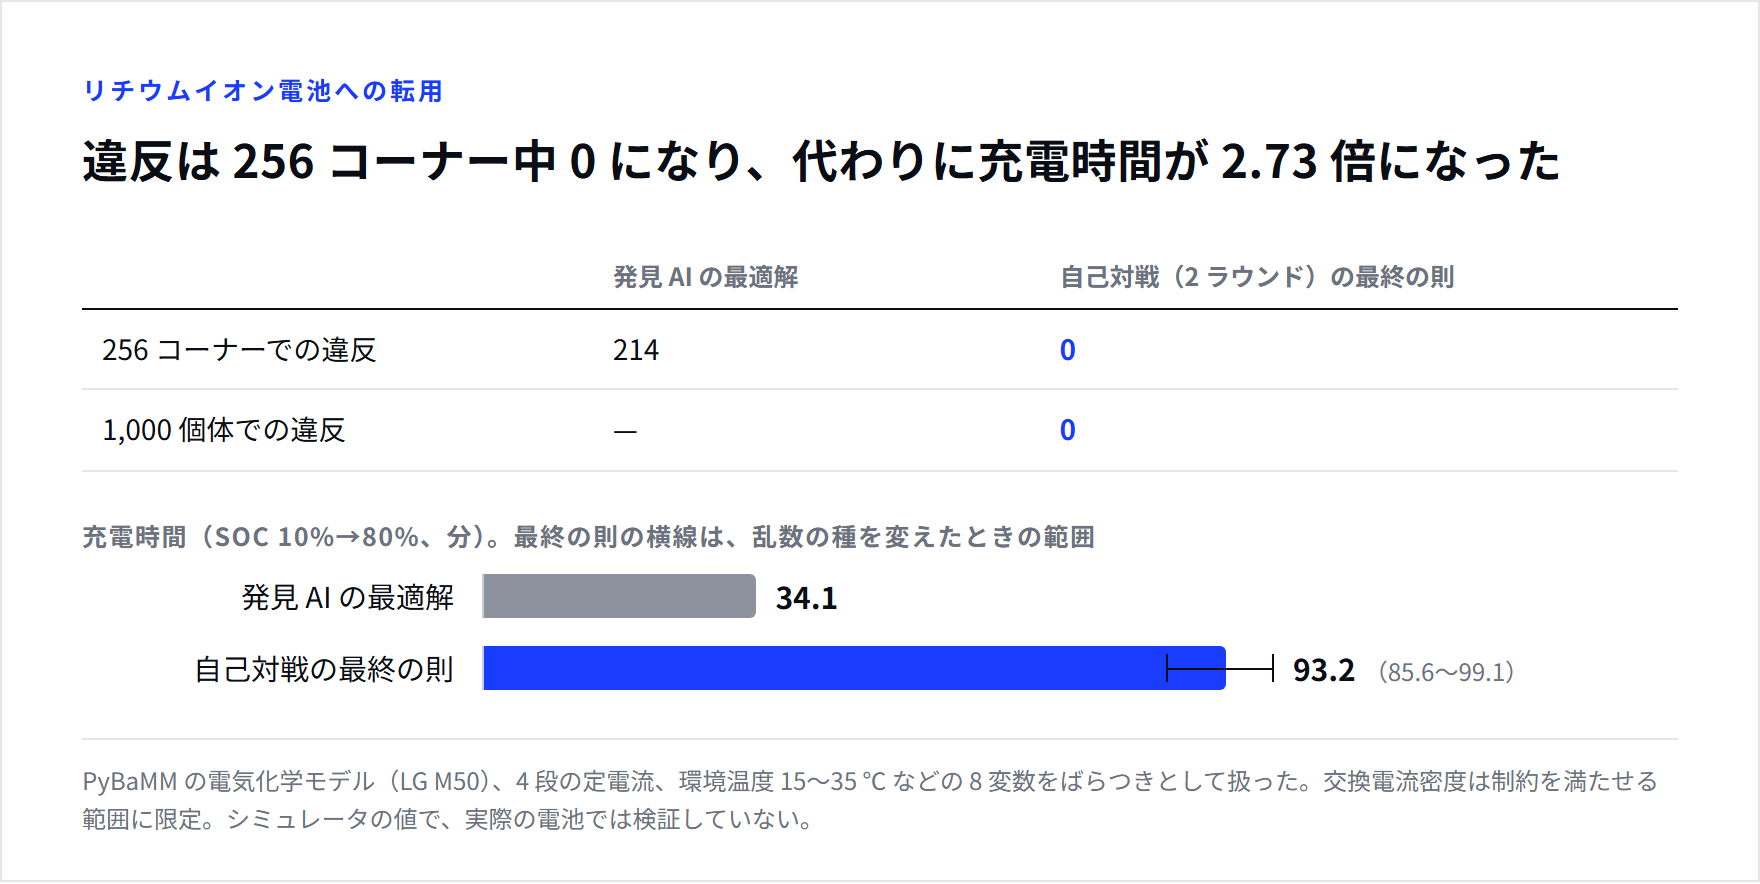 リチウムイオン電池への転用
違反は 256 コーナー中 0 になり、代わりに充電時間が 2.73 倍になった
発見 AI の最適解 自己対戦（2 ラウンド）の最終の則
256 コーナーでの違反 214 0
1,000 個体での違反 — 0
充電時間（SOC 10%→80%、分）。最終の則の横線は、乱数の種を変えたときの範囲
発見 AI の最適解 34.1
自己対戦の最終の則 93.2 （85.6〜99.1）
PyBaMM の電気化学モデル（LG M50）、4 段の定電流、環境温度 15〜35 °C などの 8 変数をばらつきとして扱った。交換電流密度は制約を満たせる
範囲に限定。シミュレータの値で、実際の電池では検証していない。